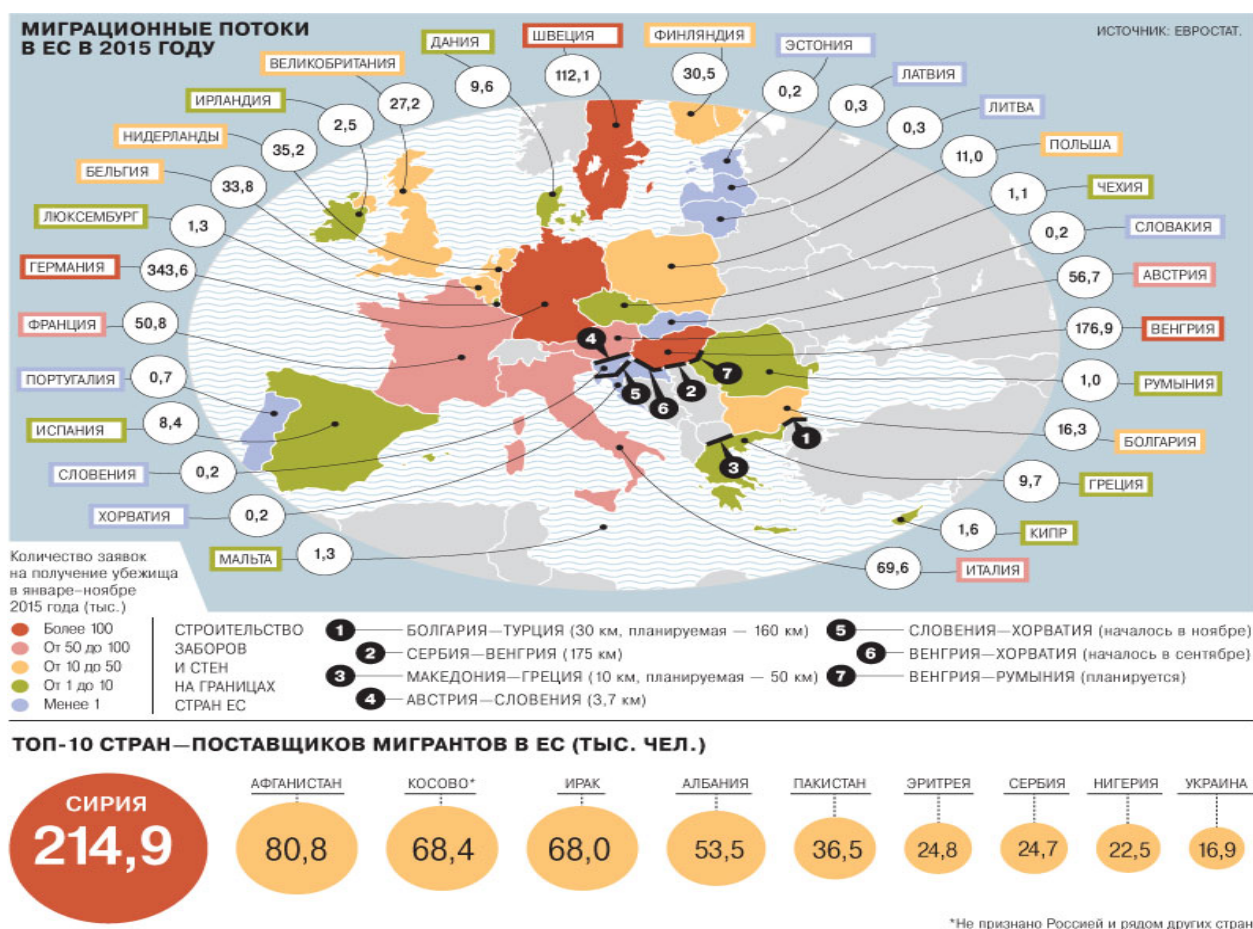 МИГРАЦИОННЫЕ ПОТОКИ
В ЕС В 2015 ГОДУ
ИСТОЧНИК: ЕВРОСТАТ.
ДАНИЯ
9,6
ШВЕЦИЯ
112,1
ФИНЛЯНДИЯ
30,5
ЭСТОНИЯ
0,2
ВЕЛИКОБРИТАНИЯ
27,2
ЛАТВИЯ
0,3
ИРЛАНДИЯ
2,5
ЛИТВА
0,3
НИДЕРЛАНДЫ
35,2
ПОЛЬША
11,0
БЕЛЬГИЯ
33,8
ЧЕХИЯ
1,1
ЛЮКСЕМБУРГ
1,3
СЛОВАКИЯ
0,2
ГЕРМАНИЯ
343,6
АВСТРИЯ
56,7
ФРАНЦИЯ
50,8
ВЕНГРИЯ
176,9
ПОРТУГАЛИЯ
0,7
РУМЫНИЯ
1,0
ИСПАНИЯ
8,4
БОЛГАРИЯ
16,3
СЛОВЕНИЯ
0,2
ГРЕЦИЯ
9,7
ХОРВАТИЯ
0,2
КИПР
1,6
МАЛЬТА
1,3
ИТАЛИЯ
69,6
4
5
6
2
7
1
3
Количество заявок
на получение убежища
в январе–ноябре
2015 года (тыс.)
Более 100
От 50 до 100
От 10 до 50
От 1 до 10
Менее 1
СТРОИТЕЛЬСТВО
ЗАБОРОВ
И СТЕН
НА ГРАНИЦАХ
СТРАН ЕС
1 БОЛГАРИЯ—ТУРЦИЯ (30 км, планируемая — 160 км)
2 СЕРБИЯ—ВЕНГРИЯ (175 км)
3 МАКЕДОНИЯ—ГРЕЦИЯ (10 км, планируемая — 50 км)
4 АВСТРИЯ—СЛОВЕНИЯ (3,7 км)
5 СЛОВЕНИЯ—ХОРВАТИЯ (началось в ноябре)
6 ВЕНГРИЯ—ХОРВАТИЯ (началось в сентябре)
7 ВЕНГРИЯ—РУМЫНИЯ (планируется)
ТОП-10 СТРАН—ПОСТАВЩИКОВ МИГРАНТОВ В ЕС (ТЫС. ЧЕЛ.)
СИРИЯ
214,9
АФГАНИСТАН
80,8
КОСОВО*
68,4
ИРАК
68,0
АЛБАНИЯ
53,5
ПАКИСТАН
36,5
ЭРИТРЕЯ
24,8
СЕРБИЯ
24,7
НИГЕРИЯ
22,5
УКРАИНА
16,9
*Не признано Россией и рядом других стран